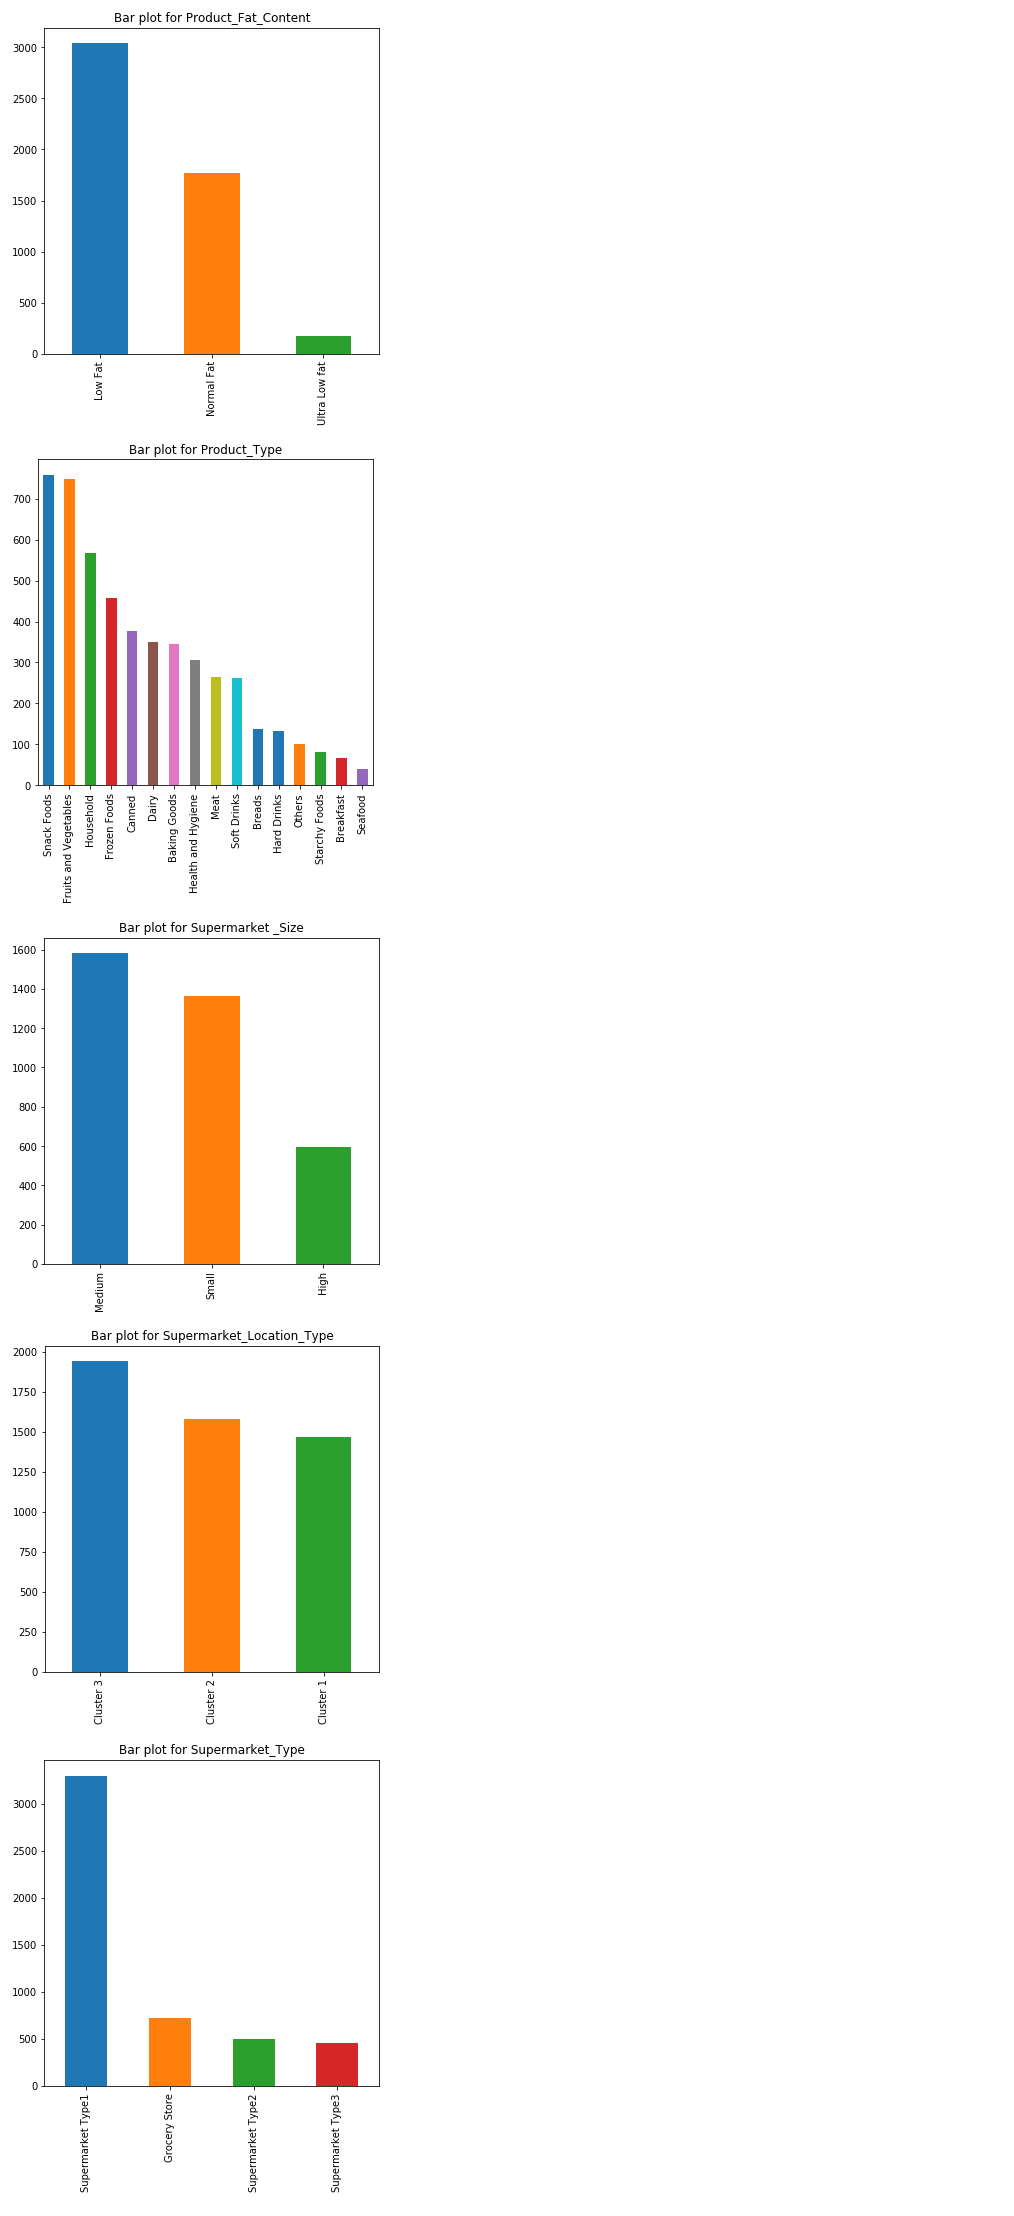 Bar plot for Product_Fat_Content
3000
2500
2000
1500
1000
500
0
Low Fat
Normal Fat
Ultra Low fat
Bar plot for Product_Type
700
600
500
400
300
200
100
0
Snack Foods
Fruits and Vegetables
Household
Frozen Foods
Canned
Dairy
Baking Goods
Health and Hygiene
Meat
Soft Drinks
Breads
Hard Drinks
Others
Starchy Foods
Breakfast
Seafood
Bar plot for Supermarket _Size
1600
1400
1200
1000
800
600
400
200
0
Medium
Small
High
Bar plot for Supermarket_Location_Type
2000
1750
1500
1250
1000
750
500
250
0
Cluster 3
Cluster 2
Cluster 1
Bar plot for Supermarket_Type
3000
2500
2000
1500
1000
500
0
Supermarket Type1
Grocery Store
Supermarket Type2
Supermarket Type3